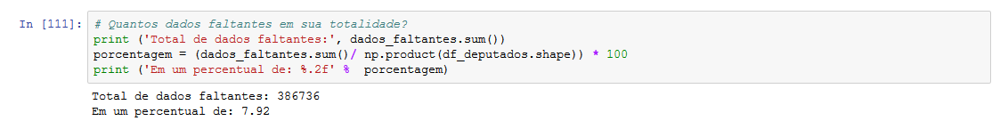 In [111]: # Quantos dados faltantes em sua totalidade?
print ('Total de dados faltantes:', dados_faltantes.sum())
porcentagem = (dados_faltantes.sum()/ np.product(df_deputados.shape)) * 100
print ('Em um percentual de: %.2f' %  porcentagem)
Total de dados faltantes: 386736
Em um percentual de: 7.92